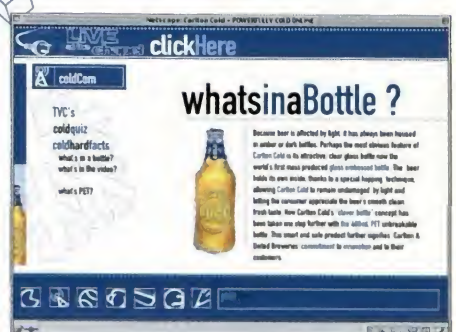 Netscape: Carlton Cold - POWERFULLY COLD ONLINE
LIVE
clickHere
coldCom
whatsinaBottle ?
TVC's
coldquiz
coldhardfacts
what's in a bottle?
what's in the video?
what's PET?
Because beer is affected by light, it has always been housed
in amber or dark bottles. Perhaps the most obvious feature of
Carlton Cold is its attractive, clear glass bottle now the
world's first mass produced glass embossed bottle. The beer
holds its own inside, thanks to a special hopping technique,
allowing Carlton Cold to remain undamaged by light and
letting the consumer appreciate the beer's smooth clean
fresh taste. Now Carlton Cold's 'clever bottle' concept has
been taken one step further with the added, PET unbreakable
bottle. This smart and safe product further signifies Carlton &
United Breweries commitment to innovation and to their
customers.